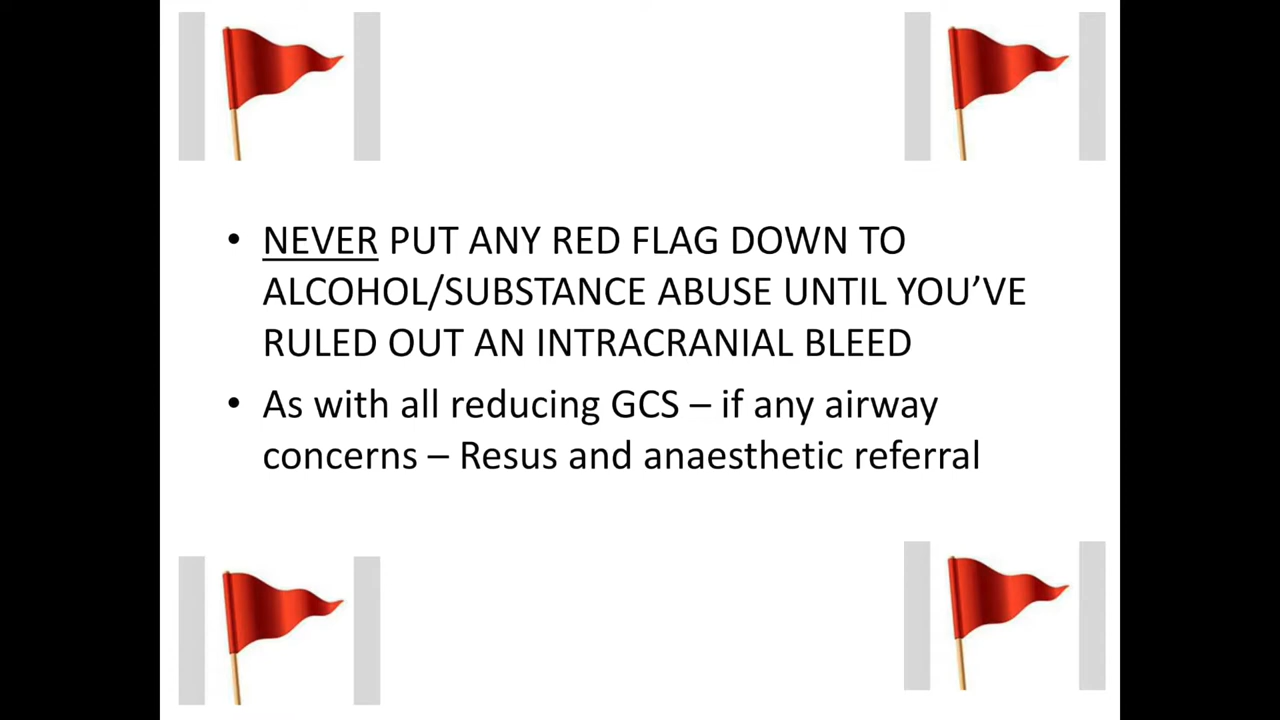 • NEVER PUT ANY RED FLAG DOWN TO
ALCOHOL/SUBSTANCE ABUSE UNTIL YOU’VE
RULED OUT AN INTRACRANIAL BLEED
• As with all reducing GCS – if any airway
concerns – Resus and anaesthetic referral